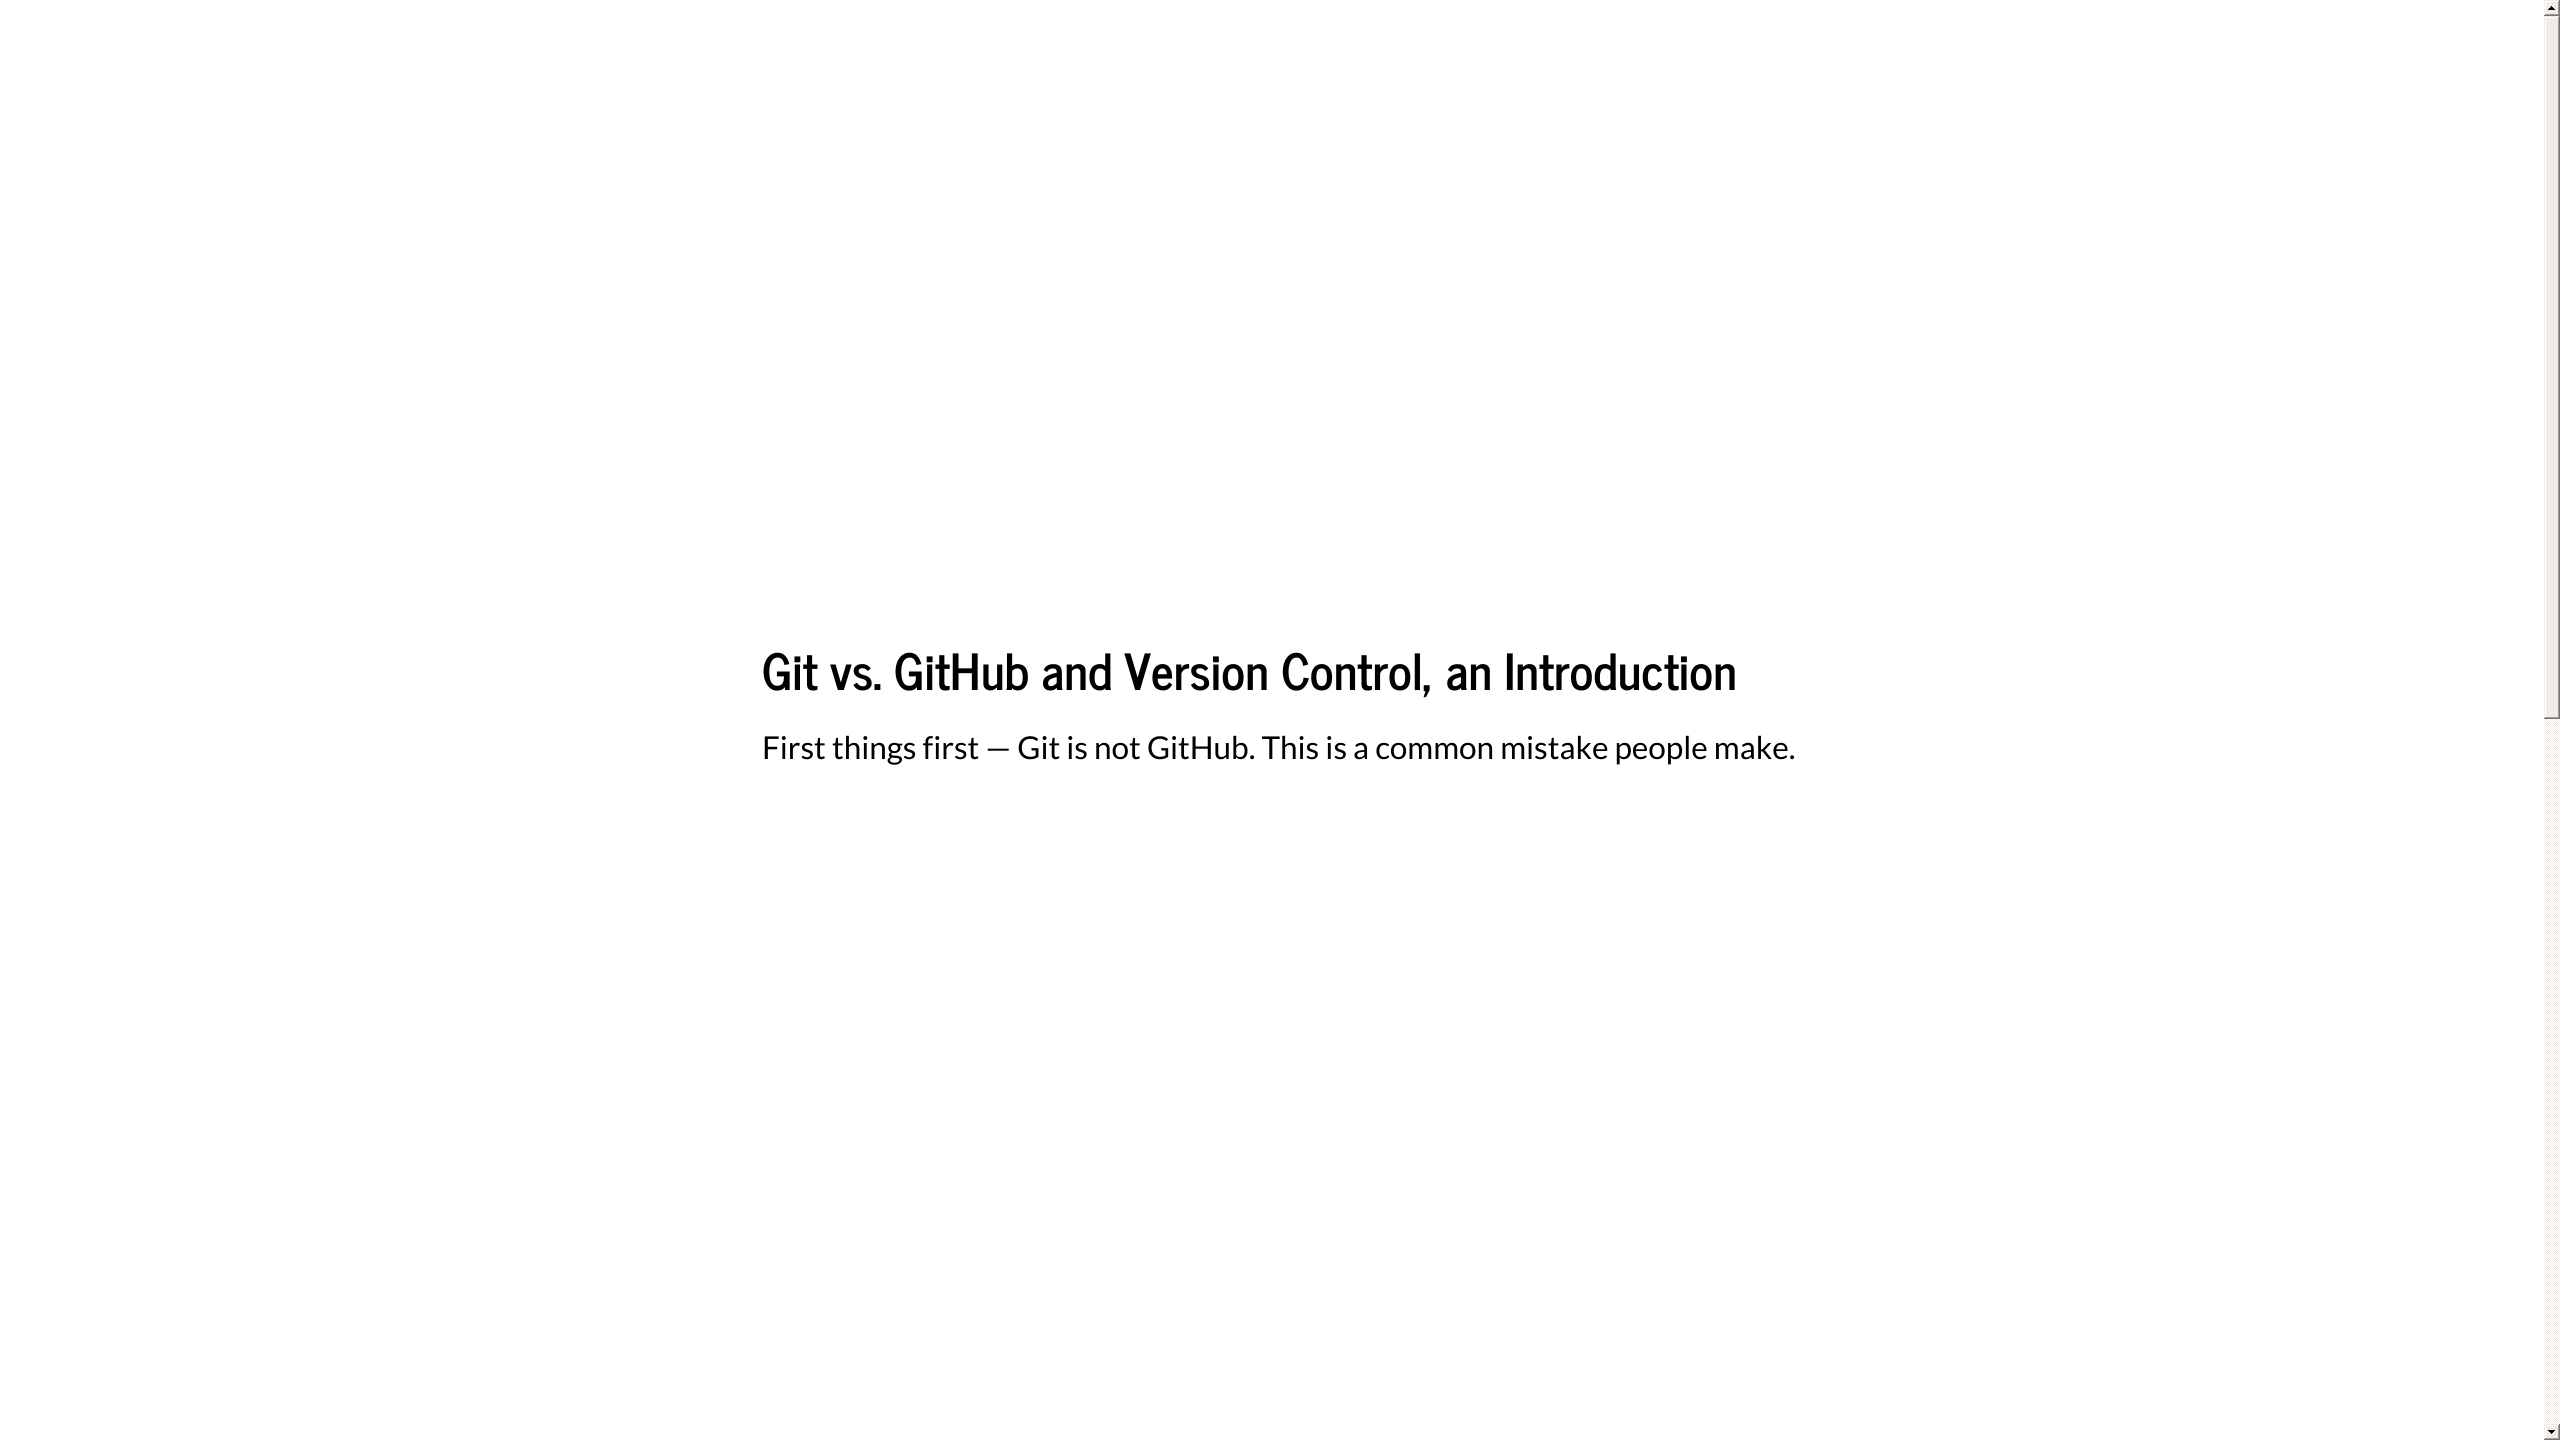 Git vs. GitHub and Version Control, an Introduction
First things first — Git is not GitHub. This is a common mistake people make.